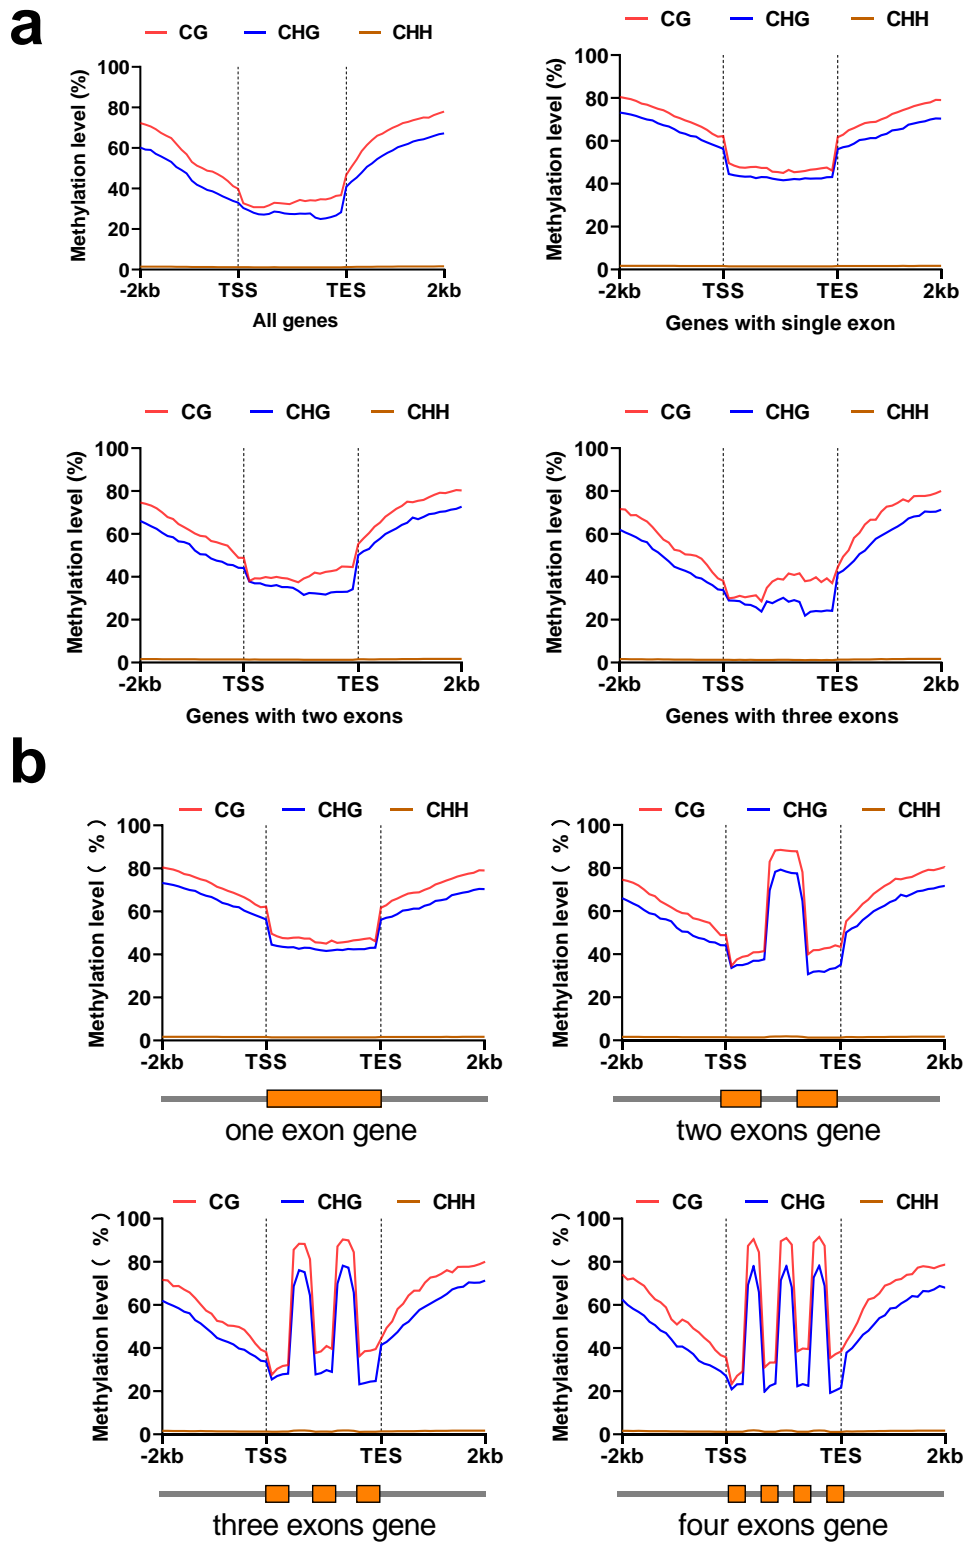 a
CG CHG CHH
Methylation level (%)
100
80
60
40
20
0
-2kb TSS TES 2kb
All genes
CG CHG CHH
Methylation level (%)
100
80
60
40
20
0
-2kb TSS TES 2kb
Genes with single exon
CG CHG CHH
Methylation level (%)
100
80
60
40
20
0
-2kb TSS TES 2kb
Genes with two exons
CG CHG CHH
Methylation level (%)
100
80
60
40
20
0
-2kb TSS TES 2kb
Genes with three exons
b
CG CHG CHH
Methylation level (%)
100
80
60
40
20
0
-2kb TSS TES 2kb
one exon gene
CG CHG CHH
Methylation level (%)
100
80
60
40
20
0
-2kb TSS TES 2kb
two exons gene
CG CHG CHH
Methylation level (%)
100
80
60
40
20
0
-2kb TSS TES 2kb
three exons gene
CG CHG CHH
Methylation level (%)
100
80
60
40
20
0
-2kb TSS TES 2kb
four exons gene